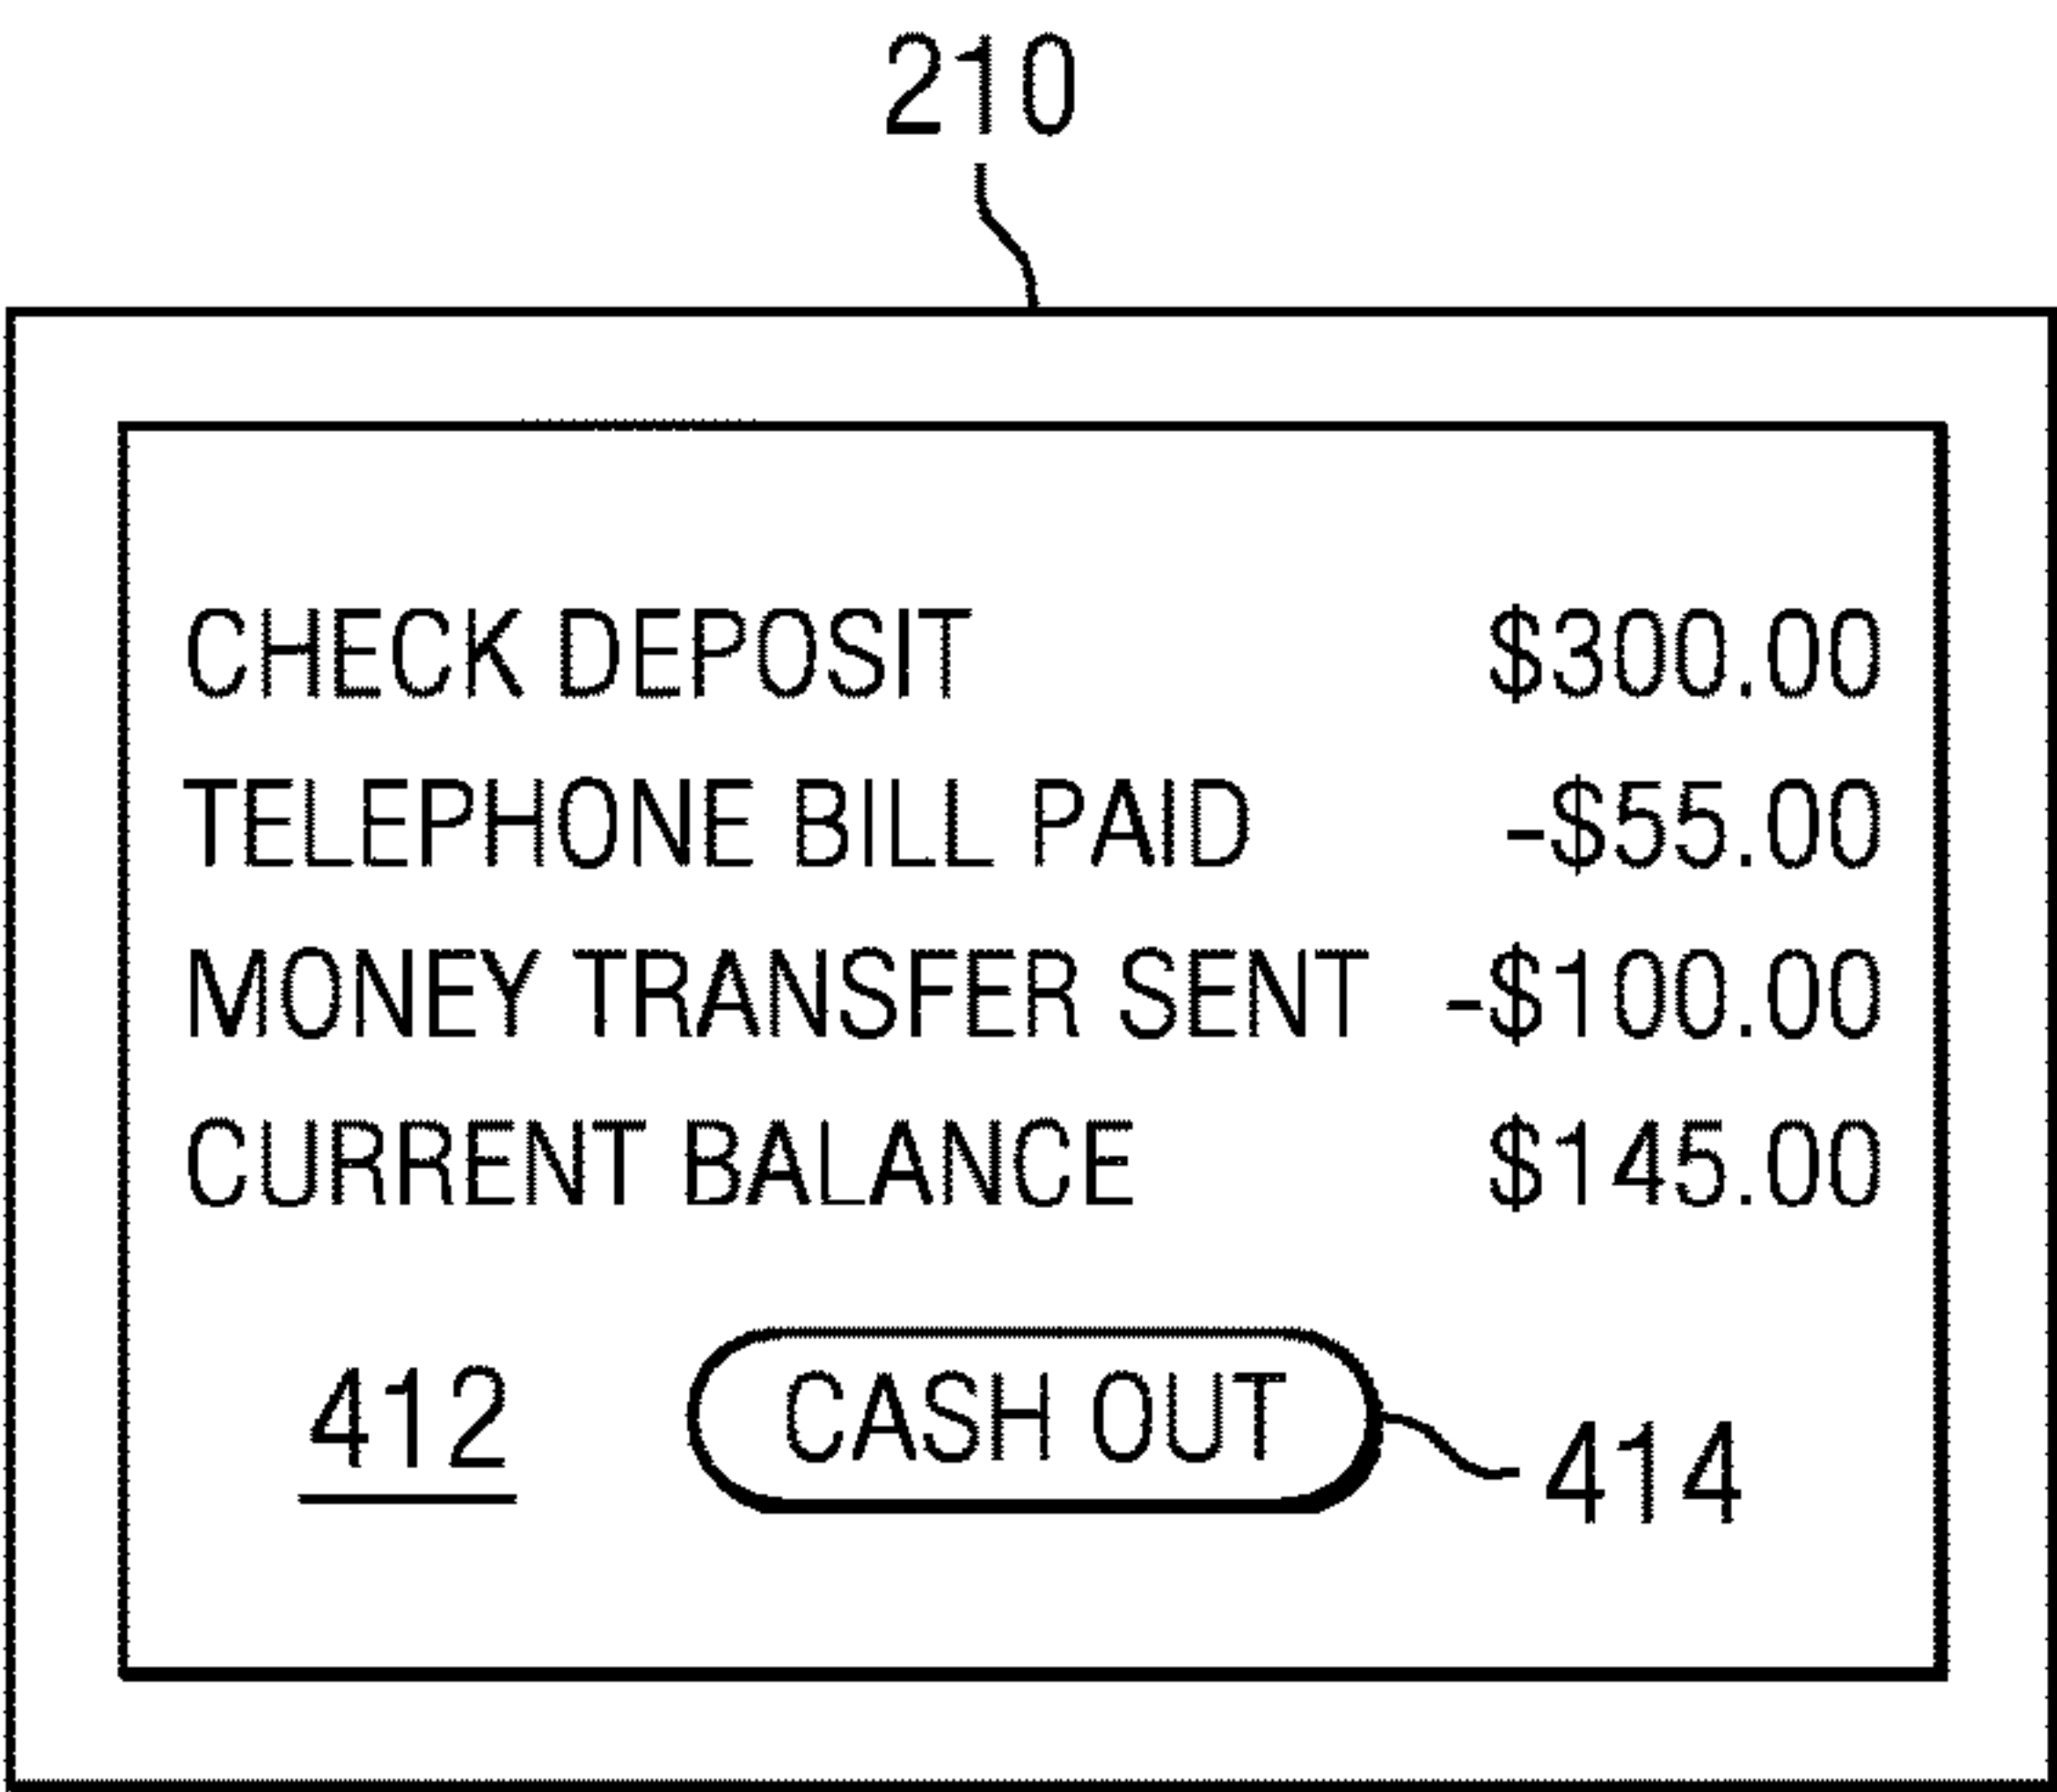 210
CHECK DEPOSIT $300.00
TELEPHONE BILL PAID -$55.00
MONEY TRANSFER SENT -$100.00
CURRENT BALANCE $145.00
412 CASH OUT 414